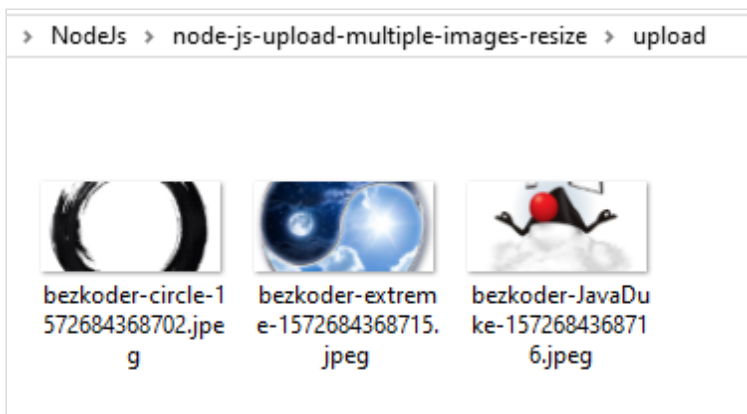 > NodeJs > node-js-upload-multiple-images-resize > upload
bezkoder-circle-1
572684368702.jpe
g
bezkoder-extrem
e-1572684368715.
jpeg
bezkoder-JavaDu
ke-157268436871
6.jpeg